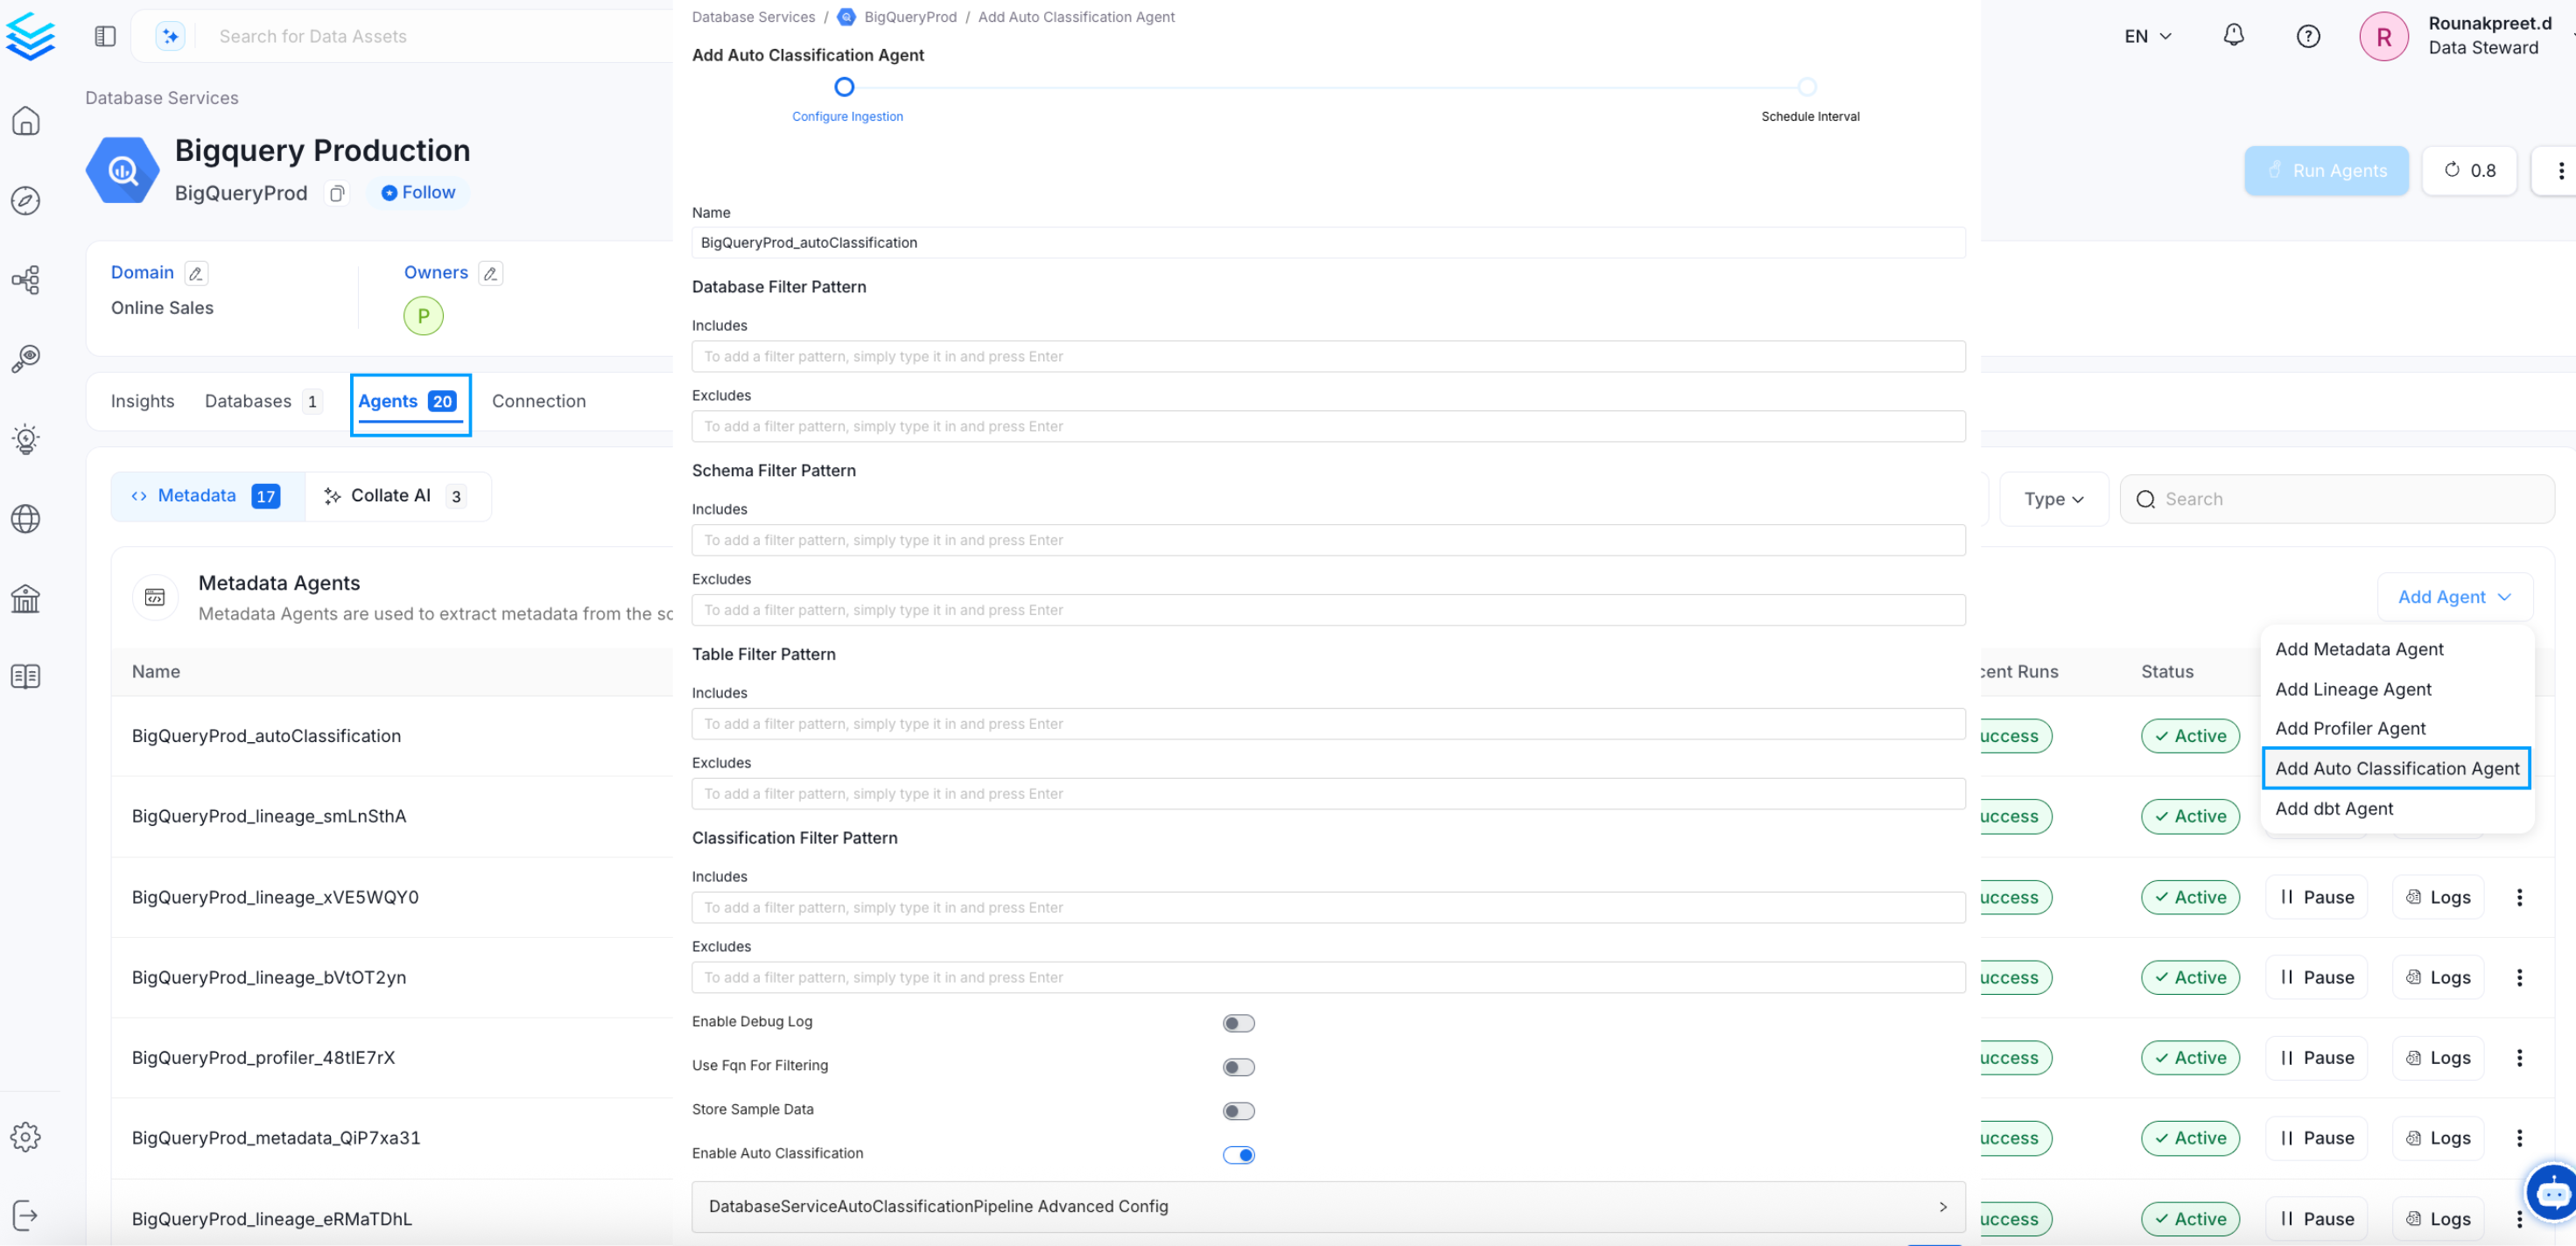 Search for Data Assets
EN
R
Rounakpreet.d
Data Steward
Database Services
Bigquery Production
BigQueryProd
Follow
Run Agents
0.8
Domain
Online Sales
Owners
P
Insights
Databases 1
Agents 20
Connection
Metadata 17
Collate AI 3
Metadata Agents
Metadata Agents are used to extract metadata from the sc
Name
BigQueryProd_autoClassification
BigQueryProd_lineage_smLnSthA
BigQueryProd_lineage_xVE5WQY0
BigQueryProd_lineage_bVtOT2yn
BigQueryProd_profiler_48tIE7rX
BigQueryProd_metadata_QiP7xa31
BigQueryProd_lineage_eRMaTDhL
Database Services / BigQueryProd / Add Auto Classification Agent
Add Auto Classification Agent
Configure Ingestion
Schedule Interval
Name
BigQueryProd_autoClassification
Database Filter Pattern
Includes
To add a filter pattern, simply type it in and press Enter
Excludes
To add a filter pattern, simply type it in and press Enter
Schema Filter Pattern
Includes
To add a filter pattern, simply type it in and press Enter
Excludes
To add a filter pattern, simply type it in and press Enter
Table Filter Pattern
Includes
To add a filter pattern, simply type it in and press Enter
Excludes
To add a filter pattern, simply type it in and press Enter
Classification Filter Pattern
Includes
To add a filter pattern, simply type it in and press Enter
Excludes
To add a filter pattern, simply type it in and press Enter
Enable Debug Log
Use Fqn For Filtering
Store Sample Data
Enable Auto Classification
DatabaseServiceAutoClassificationPipeline Advanced Config
Type
Search
Add Agent
Add Metadata Agent
Add Lineage Agent
Add Profiler Agent
Add Auto Classification Agent
Add dbt Agent
cent Runs
Status
uccess Active
uccess Active
uccess Active Pause Logs
uccess Active Pause Logs
uccess Active Pause Logs
uccess Active Pause Logs
uccess Active Pause Logs